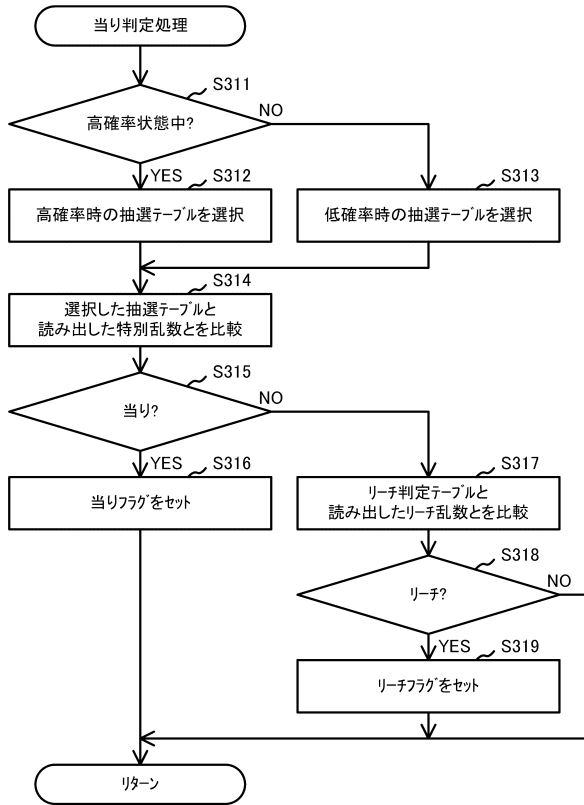 当り判定処理
S311
高確率状態中?
NO
YES
S312
高確率時の抽選テーブルを選択
S313
低確率時の抽選テーブルを選択
S314
選択した抽選テーブルと
読み出した特別乱数とを比較
S315
当り?
NO
YES
S316
当りフラグをセット
S317
リーチ判定テーブルと
読み出したリーチ乱数とを比較
S318
リーチ?
NO
YES
S319
リーチフラグをセット
リターン